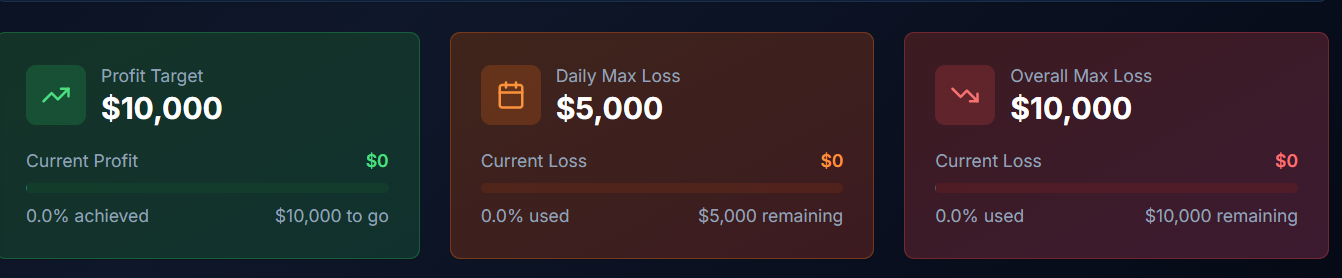 Profit Target
$10,000
Current Profit $0
0.0% achieved $10,000 to go
Daily Max Loss
$5,000
Current Loss $0
0.0% used $5,000 remaining
Overall Max Loss
$10,000
Current Loss $0
0.0% used $10,000 remaining